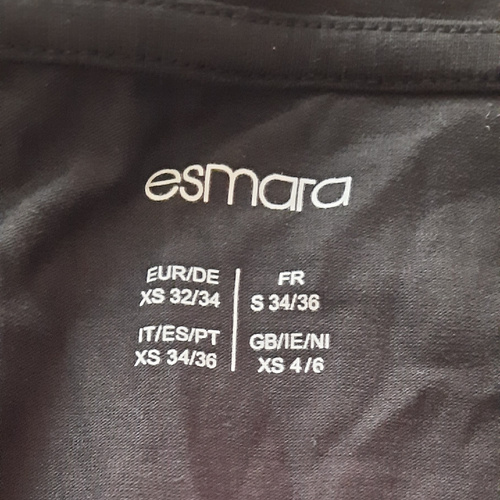 esmara
EUR/DE
XS 32/34
FR
S 34/36
IT/ES/PT
XS 34/36
GB/IE/NI
XS 4/6